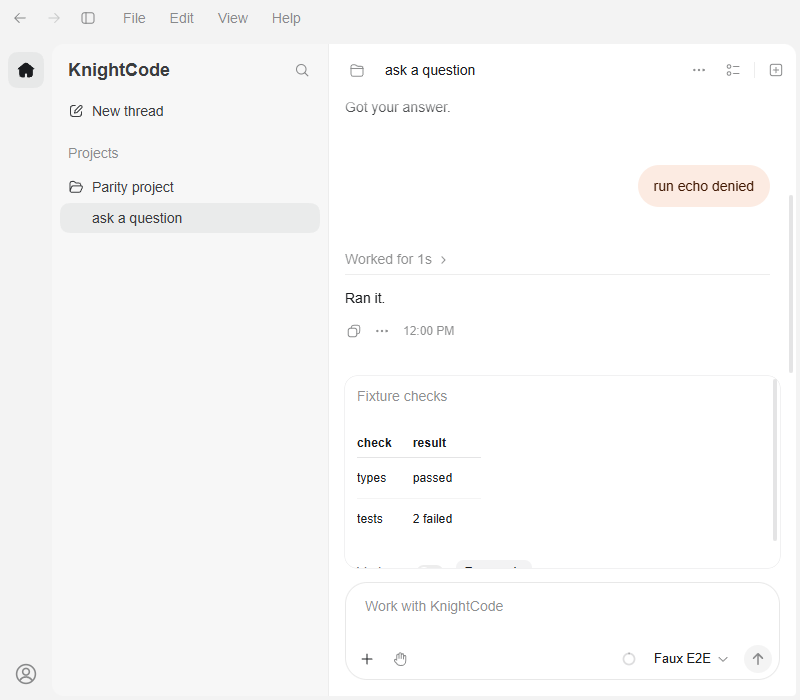 File Edit View Help
KnightCode
New thread
Projects
Parity project
ask a question
ask a question
Got your answer.
run echo denied
Worked for 1s
Ran it.
12:00 PM
Fixture checks
check result
types passed
tests 2 failed
Work with KnightCode
Faux E2E